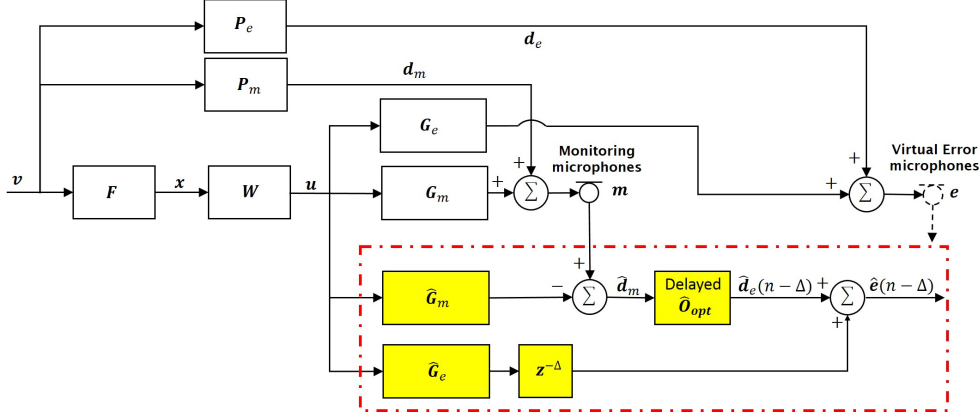 P_e
d_e
P_m
d_m
G_e
Monitoring
microphones
Virtual Error
microphones
v
F
x
W
u
G_m
+
+
∑
m
+
+
∑
e
Ĝ_m
−
+
∑
d̂_m
Delayed
Ô_opt
d̂_e(n − Δ)
+
+
∑
ê(n − Δ)
Ĝ_e
z^{−Δ}